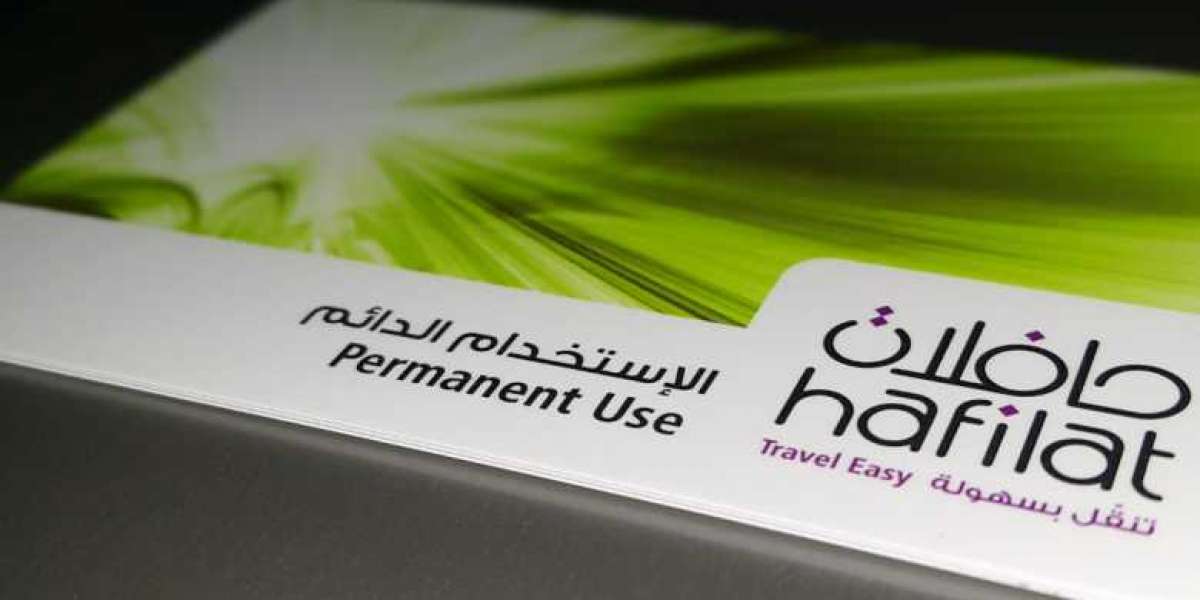 الإستخدام الدائم
Permanent Use
حافلات
hafilat
Travel Easy تنقَّل بسهولة